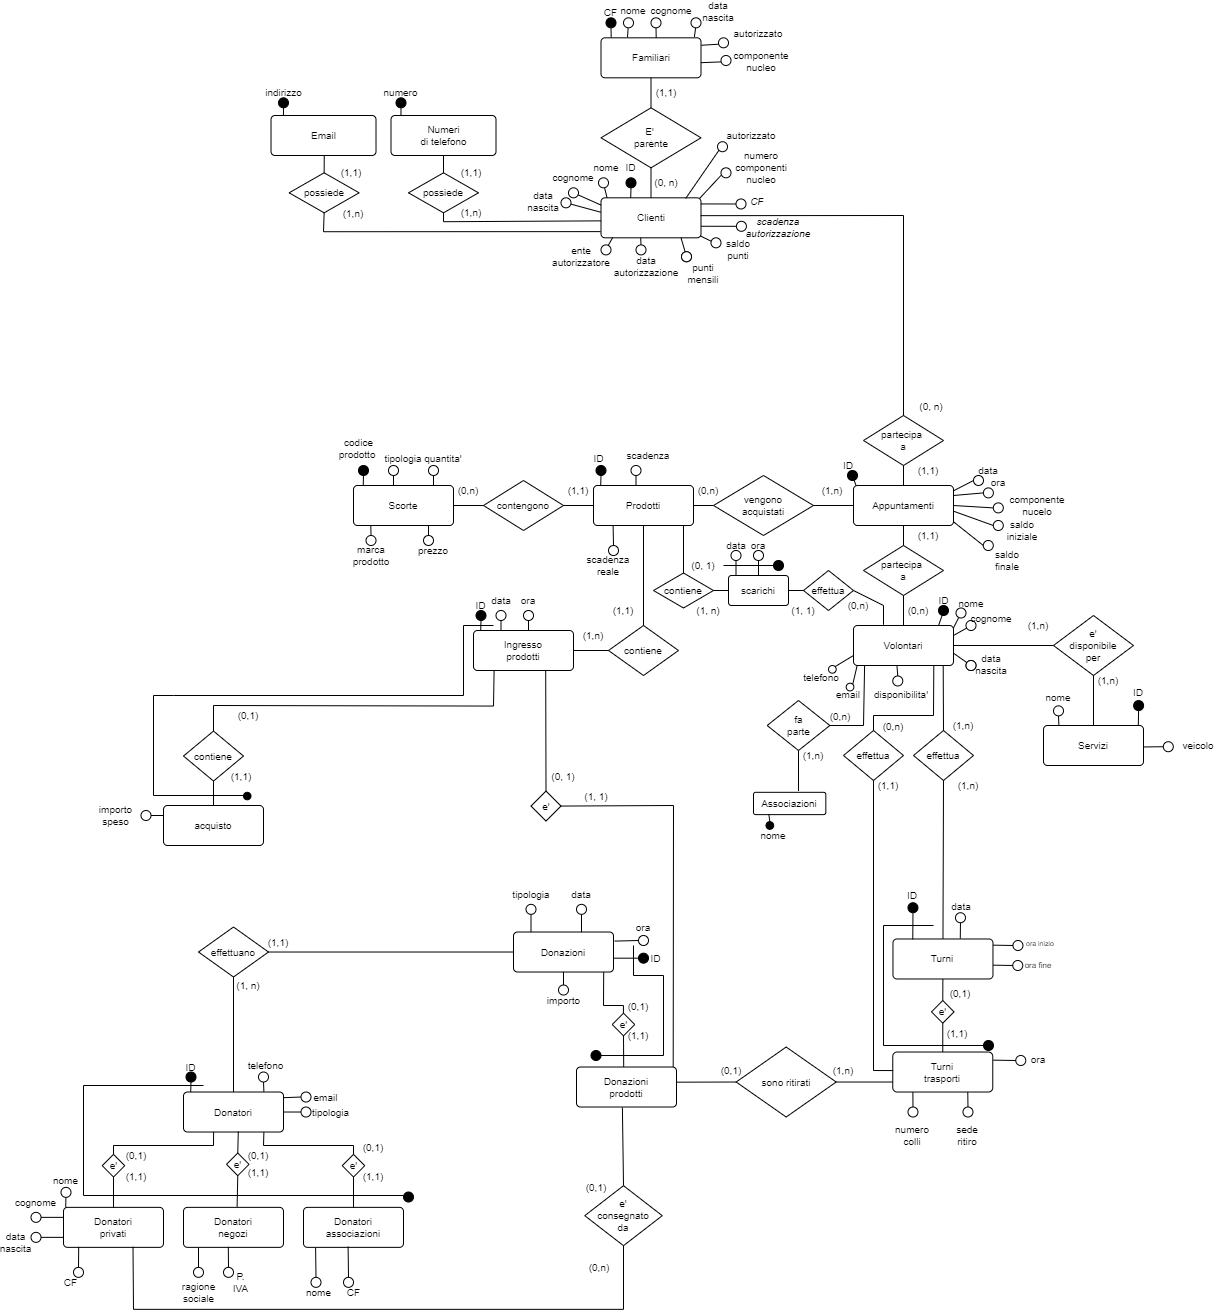 CF
nome
cognome
data
nascita
autorizzato
componente
nucleo
Familiari
(1,1)
indirizzo
numero
Email
Numeri
di telefono
E'
parente
autorizzato
numero
componenti
nucleo
(1,1)
(1,1)
possiede
possiede
(1,n)
(1,n)
(0, n)
nome
ID
cognome
data
nascita
CF
scadenza
autorizzazione
Clienti
saldo
punti
ente
autorizzatore
data
autorizzazione
punti
mensili
(0, n)
partecipa
a
(1,1)
codice
prodotto
tipologia
quantita'
(0,n)
Scorte
contengono
(1,1)
marca
prodotto
prezzo
ID
scadenza
Prodotti
(0,n)
vengono
acquistati
(1,n)
scadenza
reale
ID
data
ora
Appuntamenti
componente
nucelo
saldo
iniziale
saldo
finale
(1,1)
partecipa
a
(0,n)
data
ora
(0, 1)
contiene
(1, n)
scarichi
(1, 1)
effettua
(0,n)
(1,1)
ID
data
ora
Ingresso
prodotti
(1,n)
contiene
ID
nome
cognome
Volontari
data
nascita
telefono
email
disponibilita'
(1,n)
e'
disponibile
per
(1,n)
nome
ID
Servizi
veicolo
(0,1)
contiene
(1,1)
importo
speso
acquisto
(0, 1)
e'
(1, 1)
fa
parte
(0,n)
(1,n)
Associazioni
nome
(0,n)
effettua
(1,1)
(1,n)
effettua
(1,n)
tipologia
data
ora
Donazioni
ID
importo
(1,1)
effettuano
(1, n)
(0,1)
e'
(1,1)
ID
data
ora inizio
Turni
ora fine
(0,1)
e'
(1,1)
Turni
trasporti
ora
numero
colli
sede
ritiro
Donazioni
prodotti
(0,1)
sono ritirati
(1,n)
ID
telefono
Donatori
email
tipologia
(0,1)
e'
(1,1)
(0,1)
e'
(1,1)
(0,1)
e'
(1,1)
nome
cognome
data
nascita
Donatori
privati
CF
Donatori
negozi
ragione
sociale
P.
IVA
Donatori
associazioni
nome
CF
(0,1)
e'
consegnato
da
(0,n)